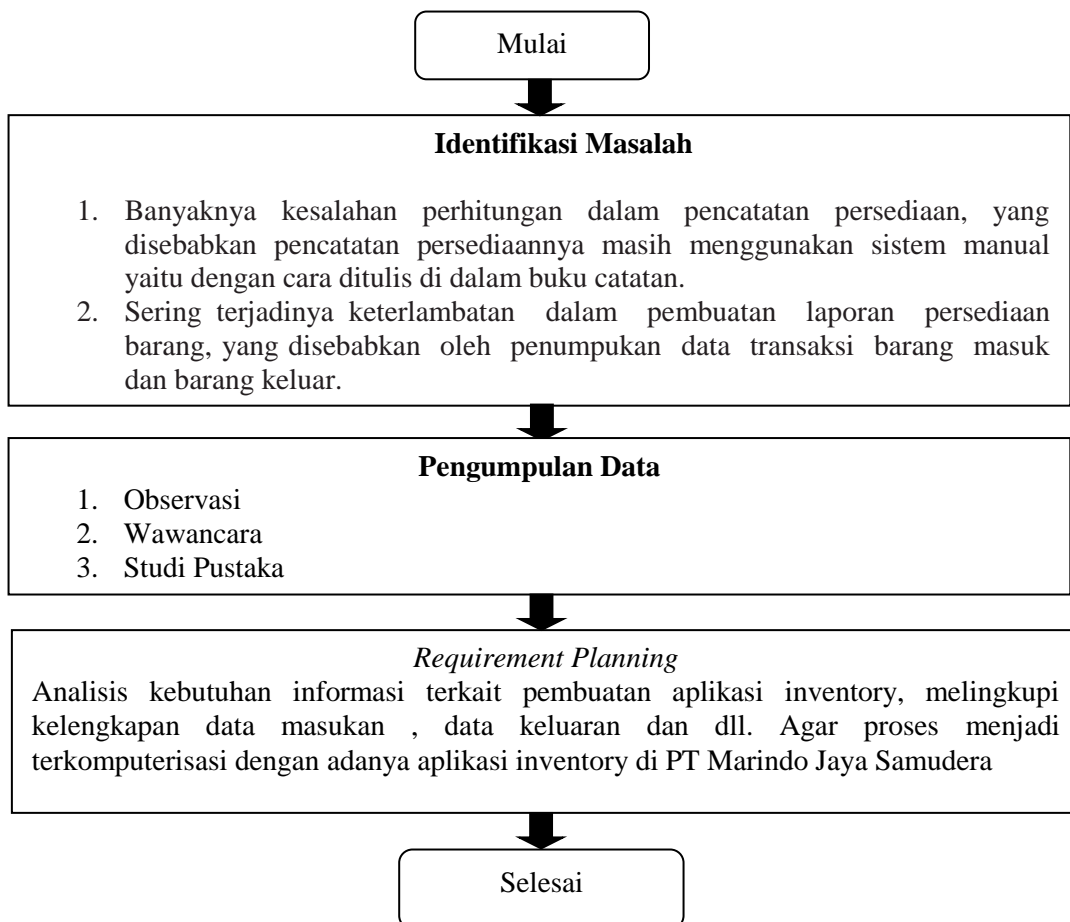 Mulai
Identifikasi Masalah
1. Banyaknya kesalahan perhitungan dalam pencatatan persediaan, yang
disebabkan pencatatan persediaannya masih menggunakan sistem manual
yaitu dengan cara ditulis di dalam buku catatan.
2. Sering terjadinya keterlambatan dalam pembuatan laporan persediaan
barang, yang disebabkan oleh penumpukan data transaksi barang masuk
dan barang keluar.
Pengumpulan Data
1. Observasi
2. Wawancara
3. Studi Pustaka
Requirement Planning
Analisis kebutuhan informasi terkait pembuatan aplikasi inventory, melingkupi
kelengkapan data masukan , data keluaran dan dll. Agar proses menjadi
terkomputerisasi dengan adanya aplikasi inventory di PT Marindo Jaya Samudera
Selesai